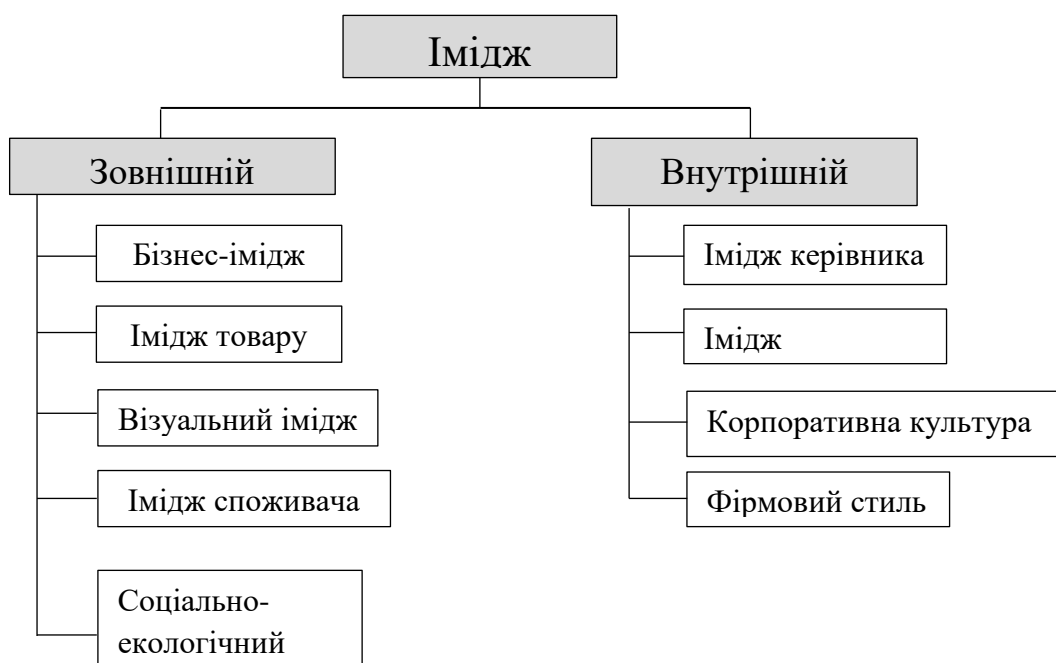 Імідж
Зовнішній
Бізнес-імідж
Імідж товару
Візуальний імідж
Імідж споживача
Соціально-
екологічний
Внутрішній
Імідж керівника
Імідж
Корпоративна культура
Фірмовий стиль